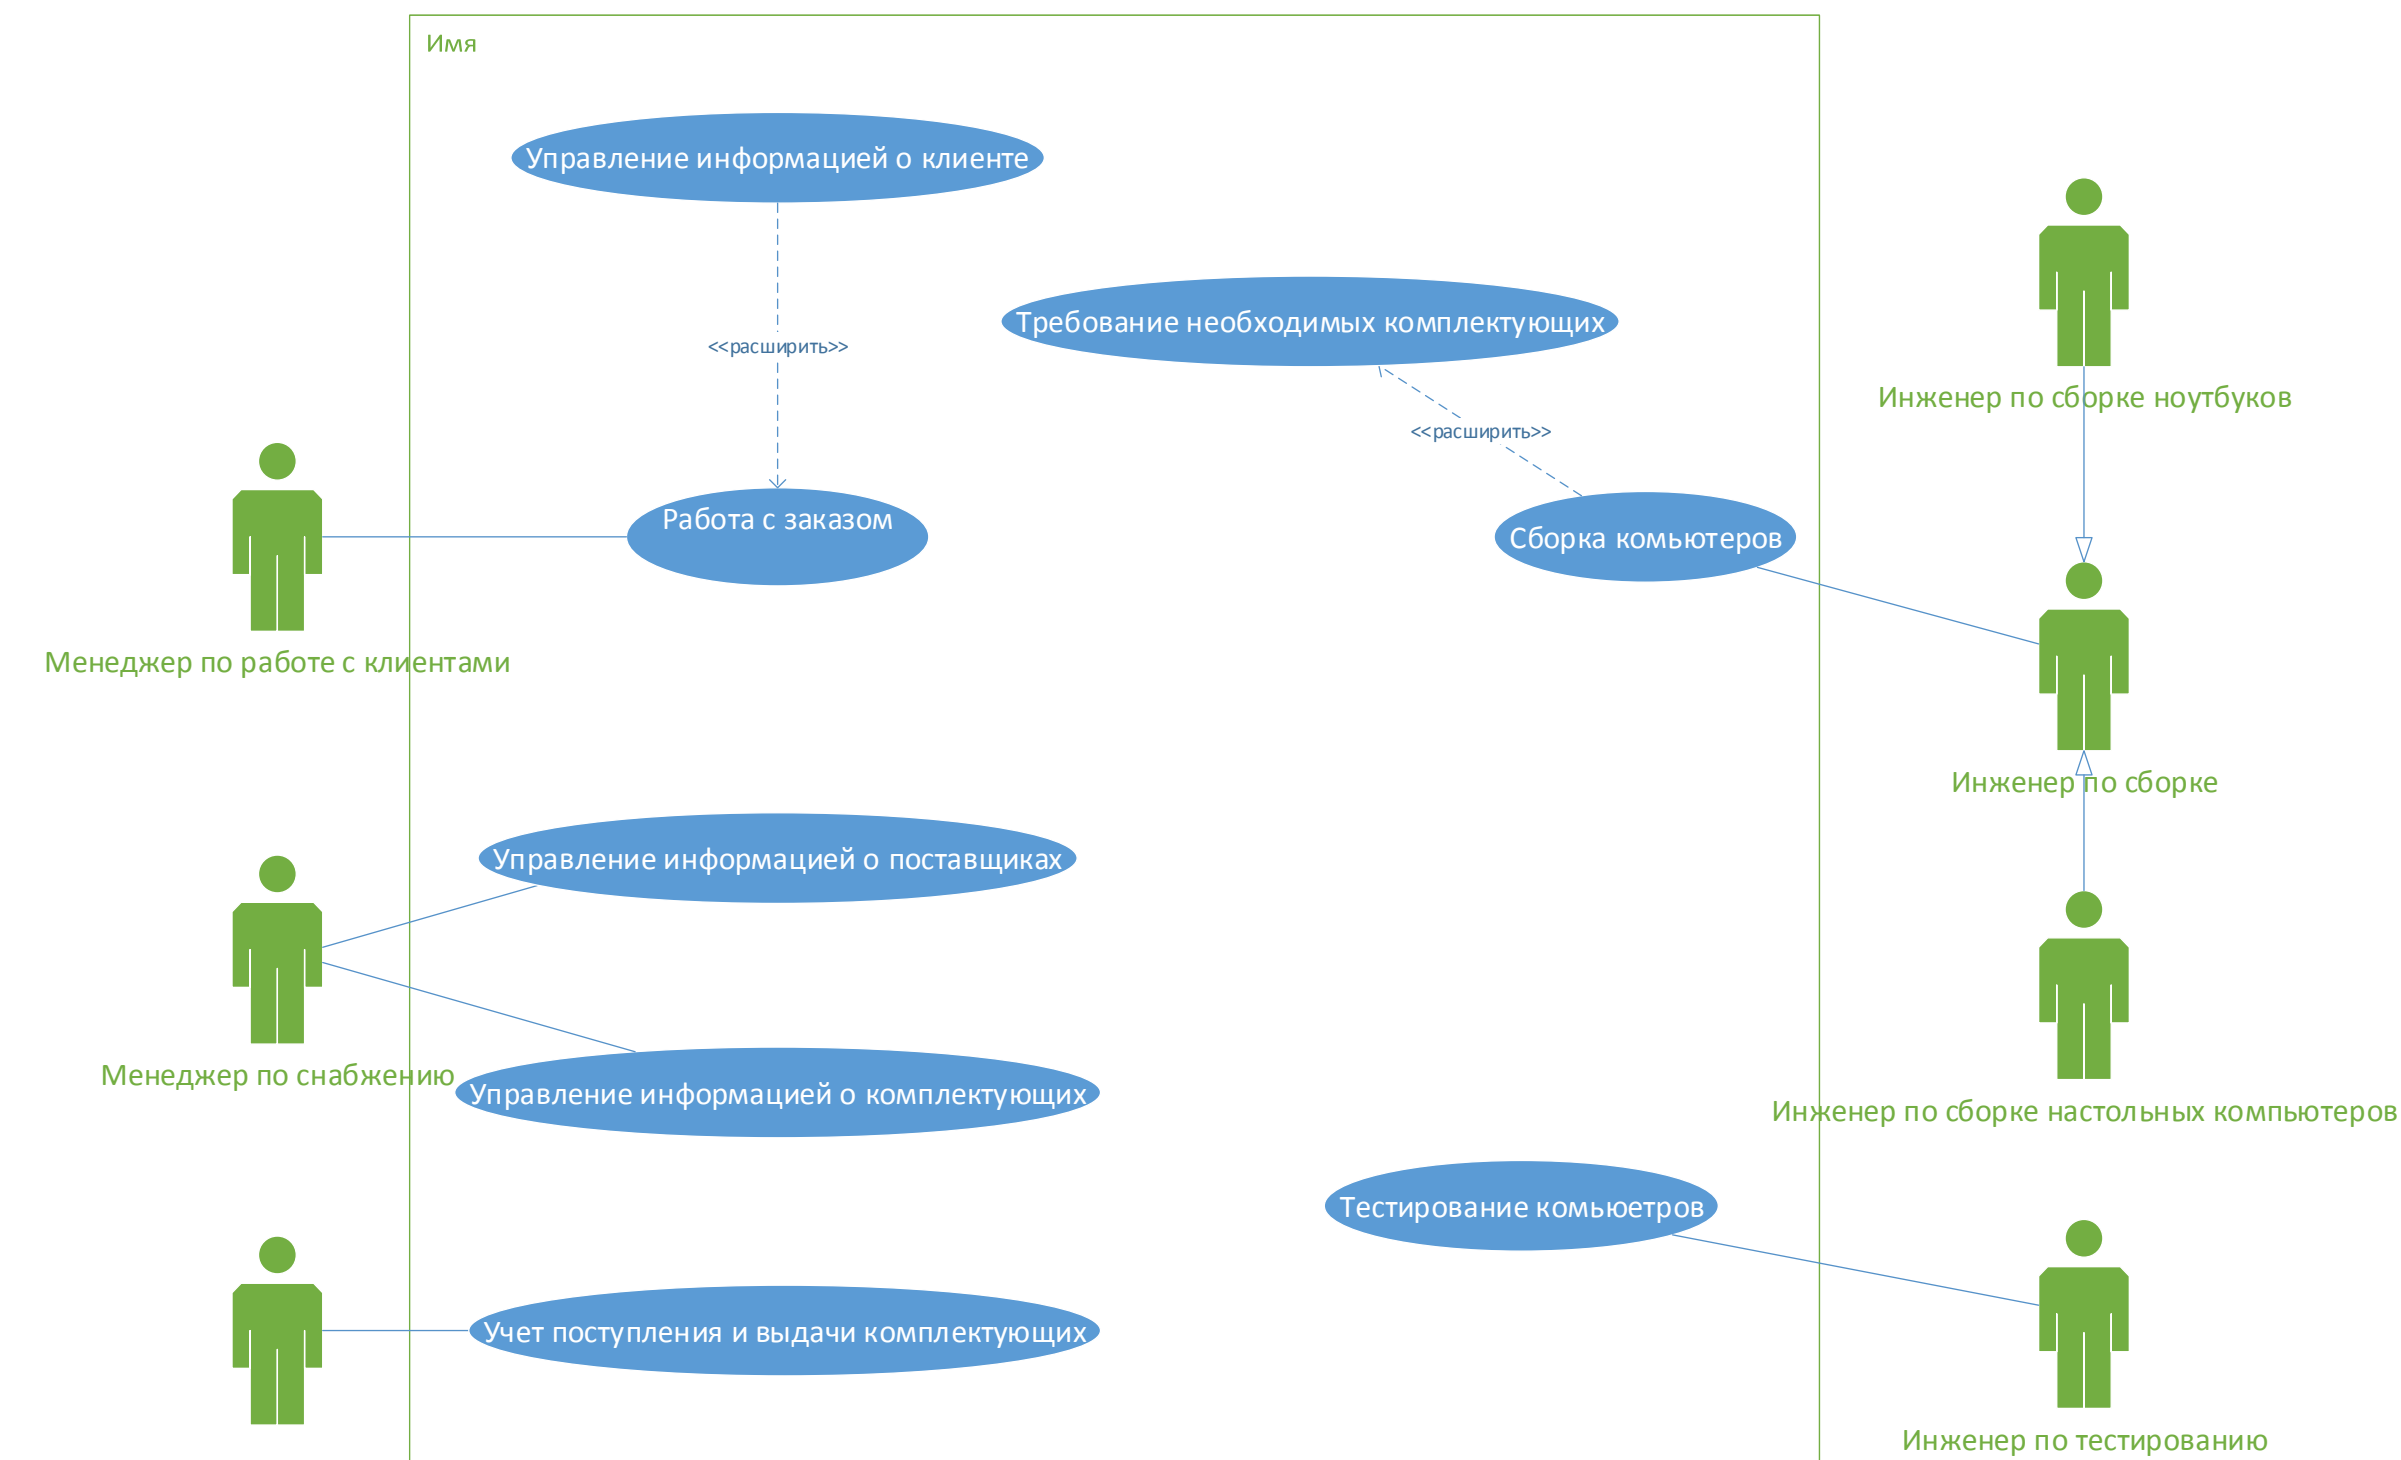 Имя
Управление информацией о клиенте
Требование необходимых комплектующих
<<расширить>>
Инженер по сборке ноутбуков
<<расширить>>
Работа с заказом
Сборка комьютеров
Менеджер по работе с клиентами
Инженер по сборке
Управление информацией о поставщиках
Менеджер по снабжению
Управление информацией о комплектующих
Инженер по сборке настольных компьютеров
Тестирование комьюетров
Учет поступления и выдачи комплектующих
Инженер по тестированию